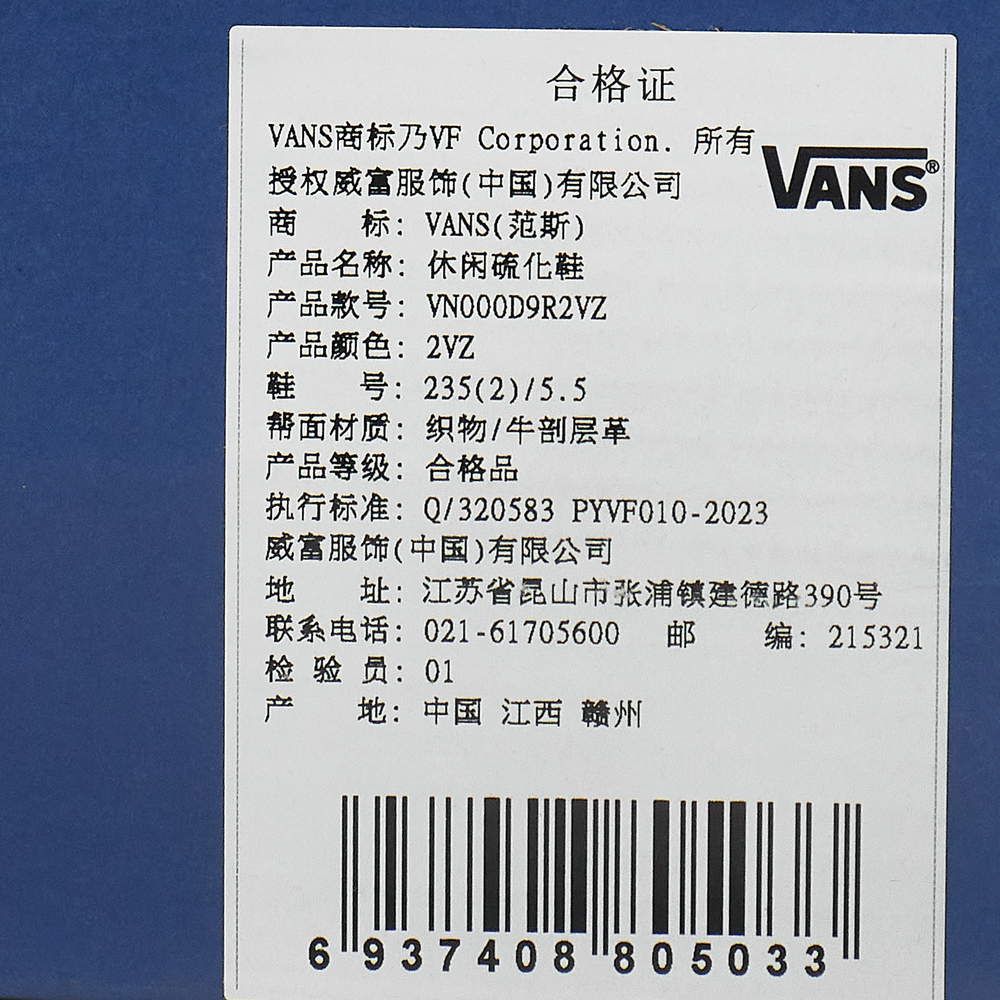 合格证
VANS商标乃VF Corporation. 所有
授权威富服饰(中国)有限公司
VANS®
商 标: VANS(范斯)
产品名称: 休闲硫化鞋
产品款号: VN000D9R2VZ
产品颜色: 2VZ
鞋 号: 235(2)/5.5
帮面材质: 织物/牛剖层革
产品等级: 合格品
执行标准: Q/320583 PYVF010-2023
威富服饰(中国)有限公司
地 址: 江苏省昆山市张浦镇建德路390号
联系电话: 021-61705600 邮 编: 215321
检 验 员: 01
产 地: 中国 江西 赣州
6 937408 805033